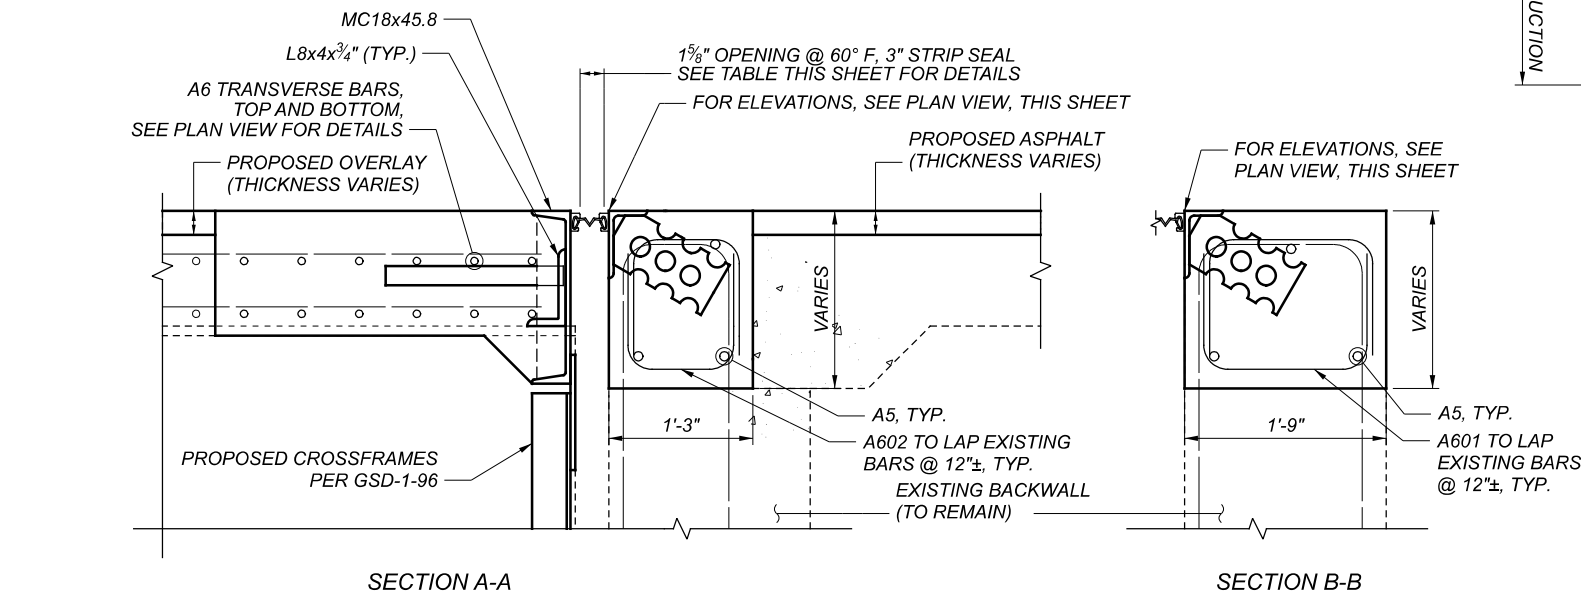 MC18x45.8
L8x4x¾" (TYP.)
A6 TRANSVERSE BARS,
TOP AND BOTTOM,
SEE PLAN VIEW FOR DETAILS
PROPOSED OVERLAY
(THICKNESS VARIES)
1⅝" OPENING @ 60° F, 3" STRIP SEAL
SEE TABLE THIS SHEET FOR DETAILS
FOR ELEVATIONS, SEE PLAN VIEW, THIS SHEET
PROPOSED ASPHALT
(THICKNESS VARIES)
VARIES
1'-3"
A5, TYP.
A602 TO LAP EXISTING
BARS @ 12"±, TYP.
PROPOSED CROSSFRAMES
PER GSD-1-96
EXISTING BACKWALL
(TO REMAIN)
SECTION A-A
UCTION
FOR ELEVATIONS, SEE
PLAN VIEW, THIS SHEET
VARIES
1'-9"
A5, TYP.
A601 TO LAP
EXISTING BARS
@ 12"±, TYP.
SECTION B-B